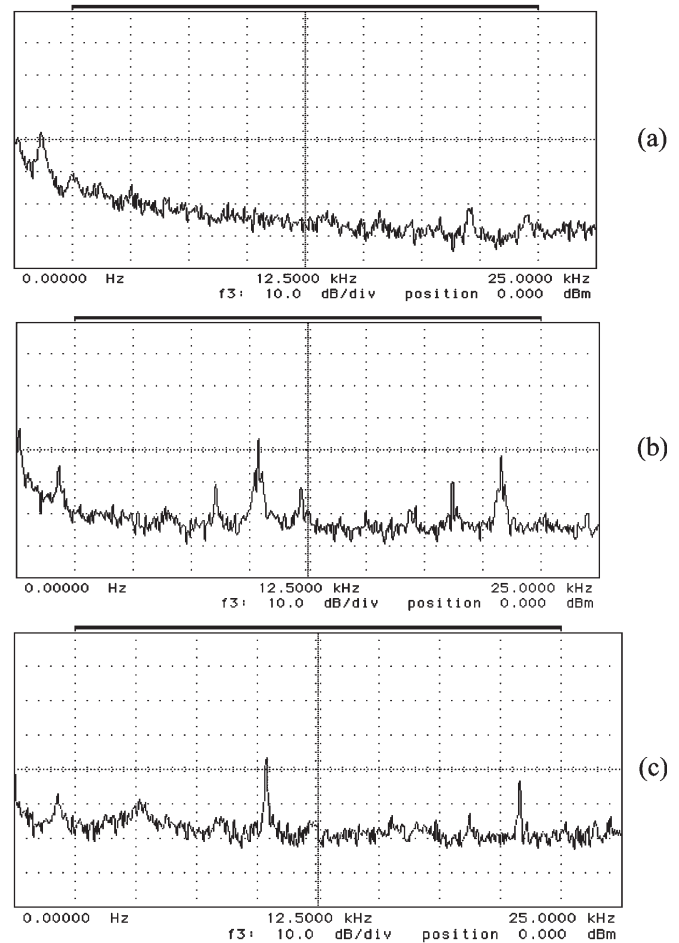 (a)
0.00000 Hz 12.5000 kHz 25.0000 kHz
f3: 10.0 dB/div position 0.000 dBm
(b)
0.00000 Hz 12.5000 kHz 25.0000 kHz
f3: 10.0 dB/div position 0.000 dBm
(c)
0.00000 Hz 12.5000 kHz 25.0000 kHz
f3: 10.0 dB/div position 0.000 dBm